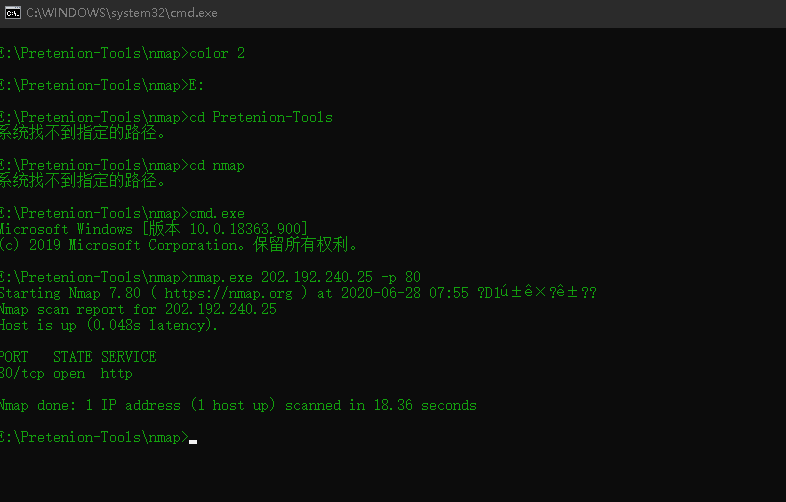 C:\WINDOWS\system32\cmd.exe
E:\Pretenion-Tools\nmap>color 2
E:\Pretenion-Tools\nmap>E:
E:\Pretenion-Tools\nmap>cd Pretenion-Tools
系统找不到指定的路径。
E:\Pretenion-Tools\nmap>cd nmap
系统找不到指定的路径。
E:\Pretenion-Tools\nmap>cmd.exe
Microsoft Windows [版本 10.0.18363.900]
(c) 2019 Microsoft Corporation。保留所有权利。
E:\Pretenion-Tools\nmap>nmap.exe 202.192.240.25 -p 80
Starting Nmap 7.80 ( https://nmap.org ) at 2020-06-28 07:55 ?D1ú±ê×?ê±??
Nmap scan report for 202.192.240.25
Host is up (0.048s latency).
PORT STATE SERVICE
80/tcp open http
Nmap done: 1 IP address (1 host up) scanned in 18.36 seconds
E:\Pretenion-Tools\nmap>